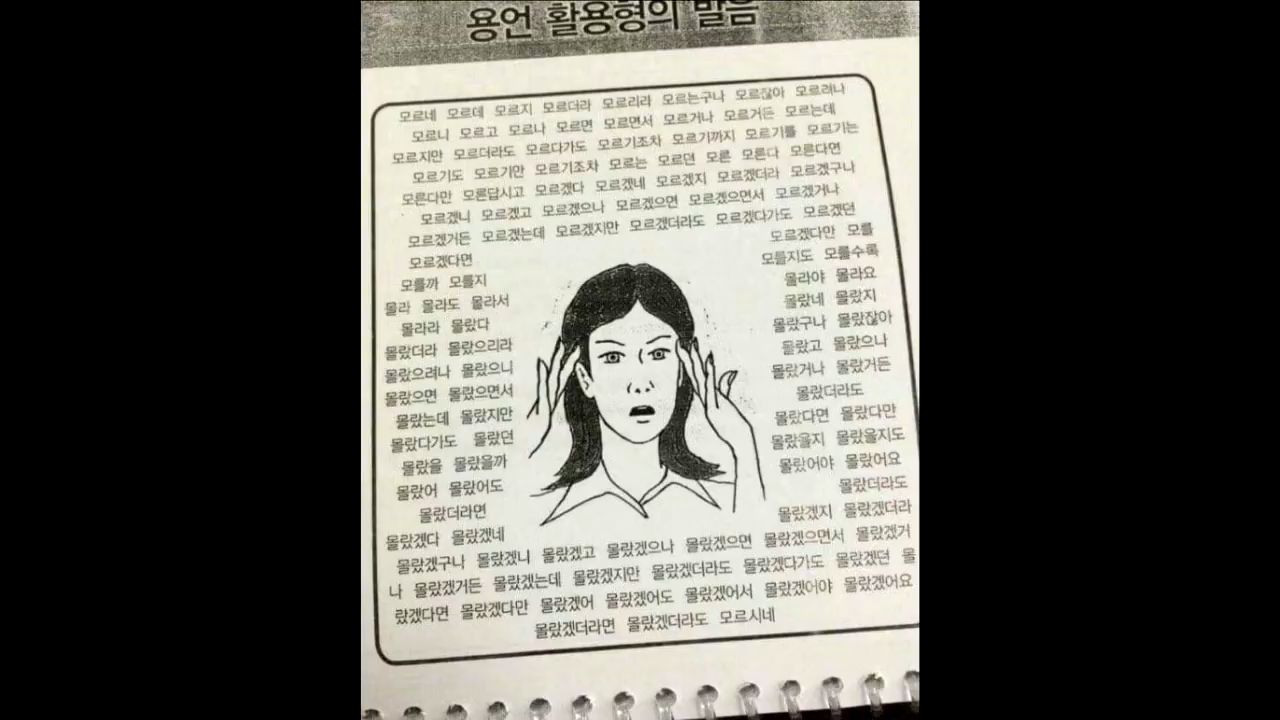 용언 활용형의 발음
모르네 모르데 모르지 모르더라 모르리라 모르는구나 모르잖아 모르려나
모르니 모르고 모르나 모르면 모르면서 모르거나 모르거든 모르는데
모르지만 모르더라도 모르다가도 모르기조차 모르기까지 모르기를 모르기는
모르기도 모르기만 모르기조차 모르는 모르던 모른 모른다 모른다면
모른다만 모른답시고 모르겠다 모르겠네 모르겠지 모르겠더라 모르겠구나
모르겠니 모르겠고 모르겠으나 모르겠으면 모르겠으면서 모르겠거나
모르겠거든 모르겠는데 모르겠지만 모르겠더라도 모르겠다가도 모르겠던
모르겠다면 모르겠다만 모를
모를까 모를지 모를지도 모를수록
몰라 몰라도 몰라서 몰라야 몰라요
몰라라 몰랐다 몰랐네 몰랐지
몰랐더라 몰랐으리라 몰랐구나 몰랐잖아
몰랐으려나 몰랐으니 몰랐고 몰랐으나
몰랐으면 몰랐으면서 몰랐거나 몰랐거든
몰랐는데 몰랐지만 몰랐더라도
몰랐다가도 몰랐던 몰랐다면 몰랐다만
몰랐을 몰랐을까 몰랐을지 몰랐을지도
몰랐어 몰랐어도 몰랐어야 몰랐어요
몰랐더라면 몰랐더라도
몰랐겠다 몰랐겠네 몰랐겠지 몰랐겠더라
몰랐겠구나 몰랐겠니 몰랐겠고 몰랐겠으나 몰랐겠으면 몰랐겠으면서 몰랐겠거
나 몰랐겠거든 몰랐겠는데 몰랐겠지만 몰랐겠더라도 몰랐겠다가도 몰랐겠던 몰
랐겠다면 몰랐겠다만 몰랐겠어 몰랐겠어도 몰랐겠어서 몰랐겠어야 몰랐겠어요
몰랐겠더라면 몰랐겠더라도 모르시네